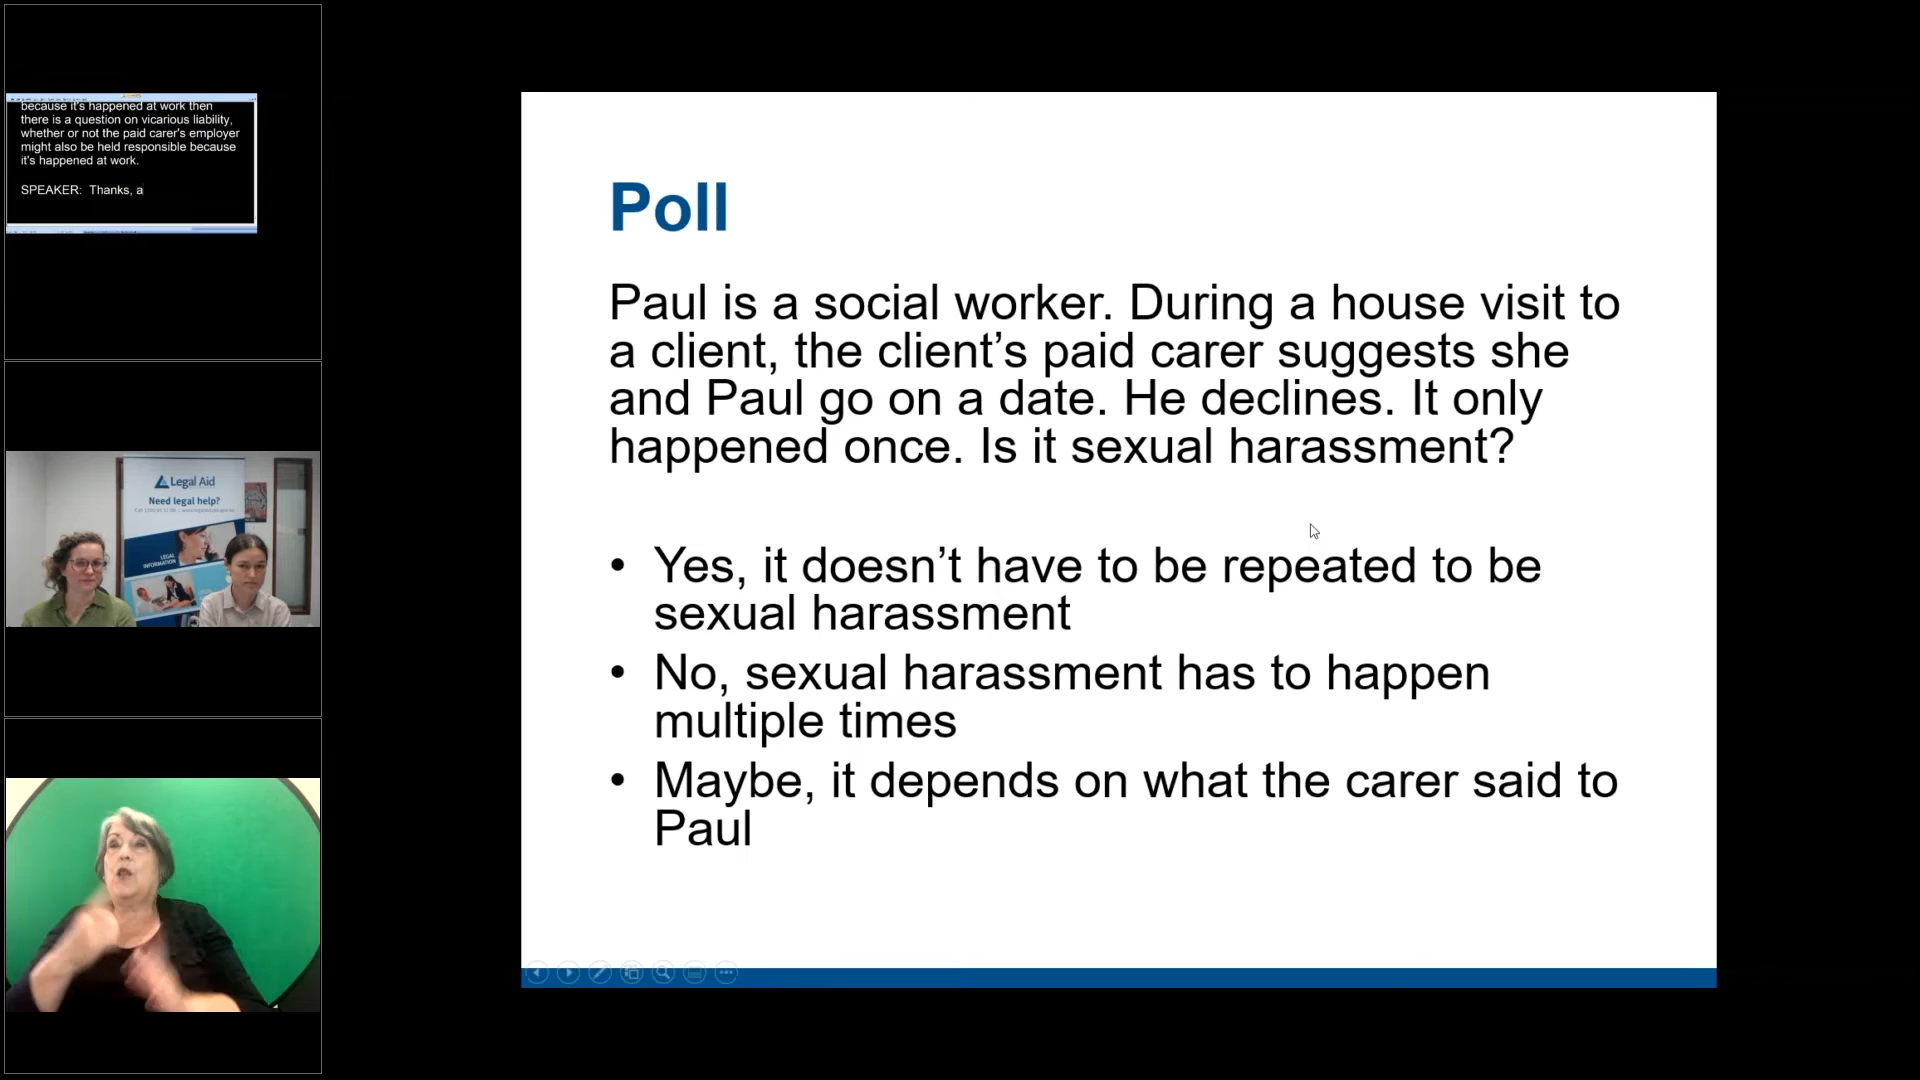 because it's happened at work then
there is a question on vicarious liability,
whether or not the paid carer's employer
might also be held responsible because
it's happened at work.
SPEAKER: Thanks, a
Legal Aid
Need legal help?
LEGAL
INFORMATION
Poll
Paul is a social worker. During a house visit to
a client, the client’s paid carer suggests she
and Paul go on a date. He declines. It only
happened once. Is it sexual harassment?
• Yes, it doesn’t have to be repeated to be
sexual harassment
• No, sexual harassment has to happen
multiple times
• Maybe, it depends on what the carer said to
Paul